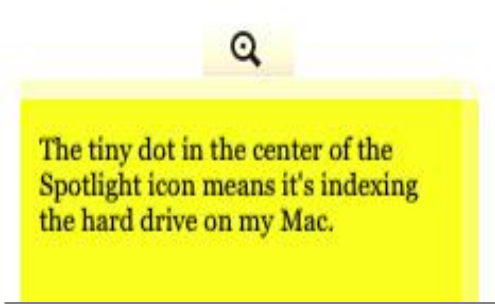 The tiny dot in the center of the
Spotlight icon means it's indexing
the hard drive on my Mac.